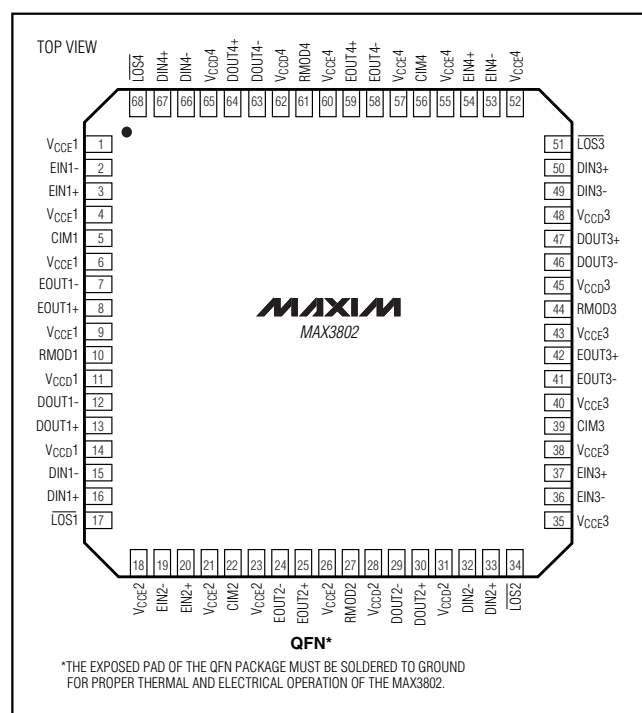 TOP VIEW
LOS4
DIN4+
DIN4-
VCCD4
DOUT4+
DOUT4-
VCCD4
RMOD4
VCCE4
EOUT4+
EOUT4-
VCCE4
CIM4
VCCE4
EIN4+
EIN4-
VCCE4
68 67 66 65 64 63 62 61 60 59 58 57 56 55 54 53 52
VCCE1 1
EIN1- 2
EIN1+ 3
VCCE1 4
CIM1 5
VCCE1 6
EOUT1- 7
EOUT1+ 8
VCCE1 9
RMOD1 10
VCCD1 11
DOUT1- 12
DOUT1+ 13
VCCD1 14
DIN1- 15
DIN1+ 16
LOS1 17
MAXIM
MAX3802
51 LOS3
50 DIN3+
49 DIN3-
48 VCCD3
47 DOUT3+
46 DOUT3-
45 VCCD3
44 RMOD3
43 VCCE3
42 EOUT3+
41 EOUT3-
40 VCCE3
39 CIM3
38 VCCE3
37 EIN3+
36 EIN3-
35 VCCE3
18 19 20 21 22 23 24 25 26 27 28 29 30 31 32 33 34
VCCE2
EIN2-
EIN2+
VCCE2
CIM2
VCCE2
EOUT2-
EOUT2+
VCCE2
RMOD2
VCCD2
DOUT2-
DOUT2+
VCCD2
DIN2-
DIN2+
LOS2
QFN*
*THE EXPOSED PAD OF THE QFN PACKAGE MUST BE SOLDERED TO GROUND
FOR PROPER THERMAL AND ELECTRICAL OPERATION OF THE MAX3802.